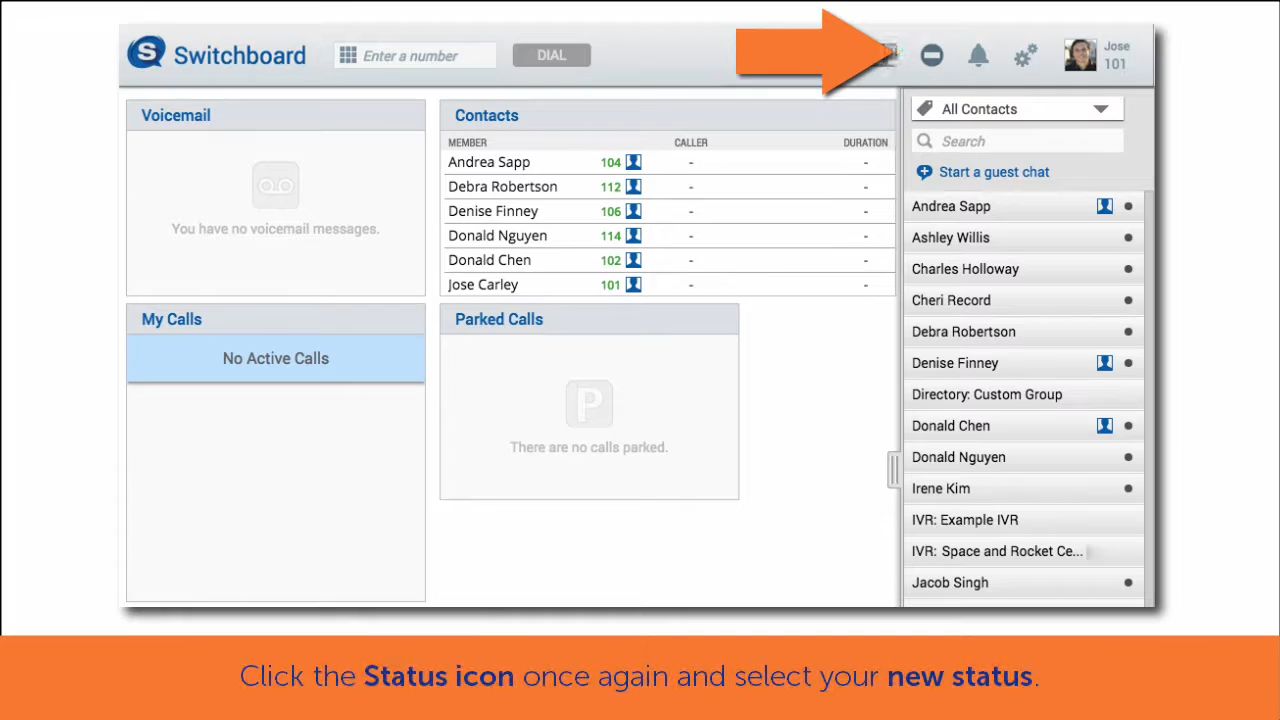 S Switchboard
Enter a number
DIAL
Jose
101
Voicemail
You have no voicemail messages.
Contacts
MEMBER CALLER DURATION
Andrea Sapp 104 - -
Debra Robertson 112 - -
Denise Finney 106 - -
Donald Nguyen 114 - -
Donald Chen 102 - -
Jose Carley 101 - -
My Calls
No Active Calls
Parked Calls
P
There are no calls parked.
All Contacts
Search
Start a guest chat
Andrea Sapp
Ashley Willis
Charles Holloway
Cheri Record
Debra Robertson
Denise Finney
Directory: Custom Group
Donald Chen
Donald Nguyen
Irene Kim
IVR: Example IVR
IVR: Space and Rocket Ce...
Jacob Singh
Click the Status icon once again and select your new status.